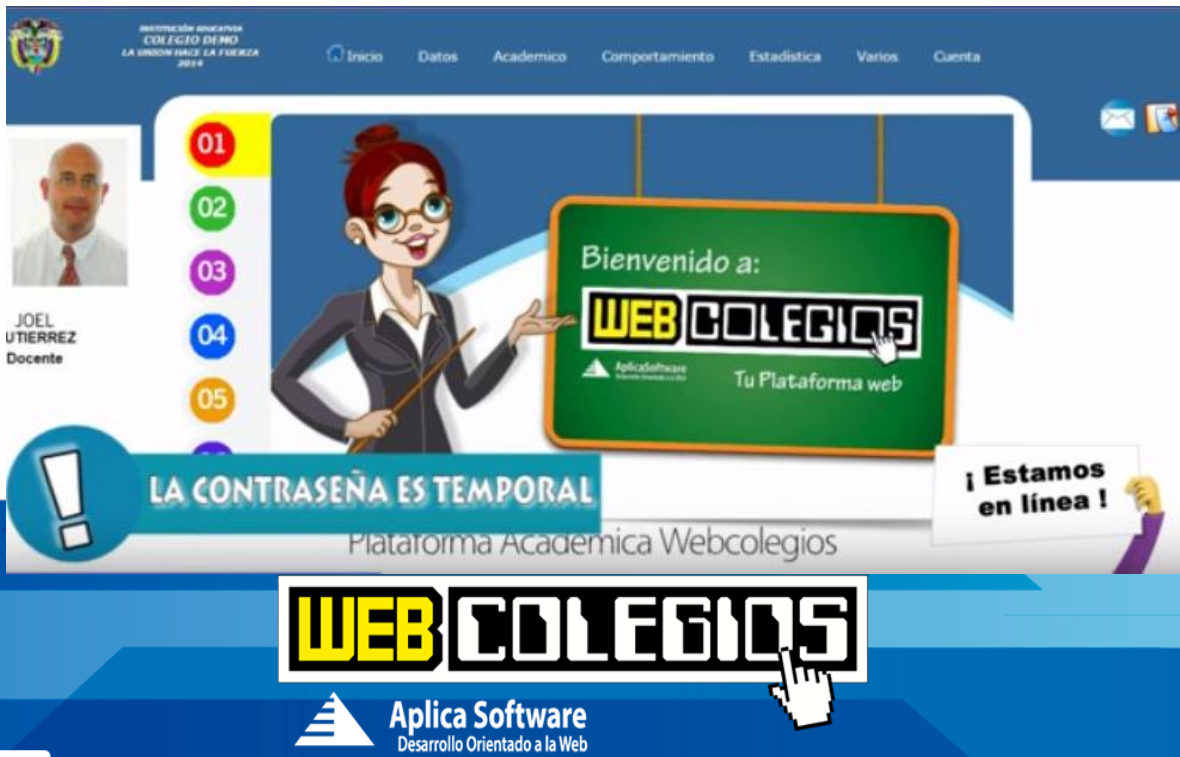 INSTITUCIÓN EDUCATIVA
COLEGIO DEMO
LA UNION HACE LA FUERZA
2014
Inicio Datos Academico Comportamiento Estadística Varios Cuenta
01
02
03
04
05
JOEL
UTIERREZ
Docente
Bienvenido a:
WEB COLEGIOS
AplicaSoftware
Tu Plataforma web
LA CONTRASEÑA ES TEMPORAL
¡ Estamos
en línea !
Plataforma Academica Webcolegios
WEB COLEGIOS
Aplica Software
Desarrollo Orientado a la Web